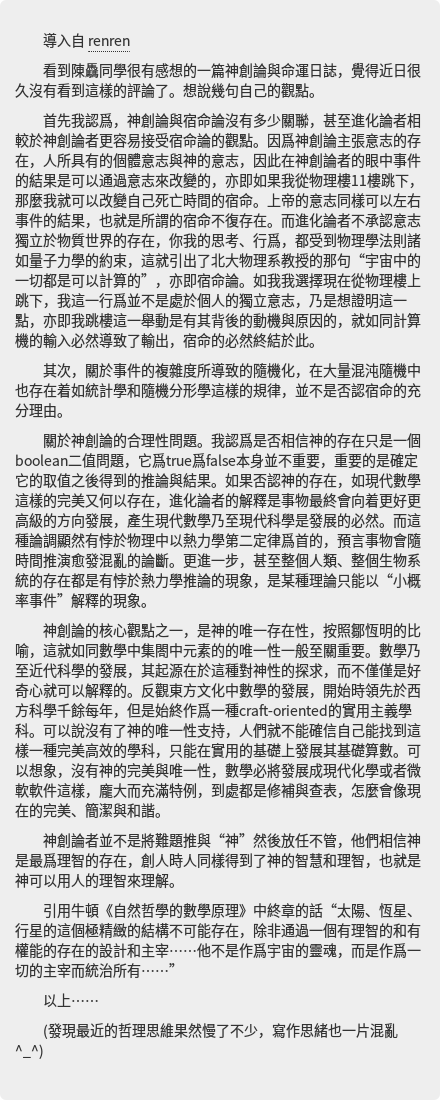 導入自 renren
看到陳驫同學很有感想的一篇神創論與命運日誌，覺得近日很
久沒有看到這樣的評論了。想說幾句自己的觀點。
首先我認爲，神創論與宿命論沒有多少關聯，甚至進化論者相
較於神創論者更容易接受宿命論的觀點。因爲神創論主張意志的存
在，人所具有的個體意志與神的意志，因此在神創論者的眼中事件
的結果是可以通過意志來改變的，亦即如果我從物理樓11樓跳下，
那麼我就可以改變自己死亡時間的宿命。上帝的意志同樣可以左右
事件的結果，也就是所謂的宿命不復存在。而進化論者不承認意志
獨立於物質世界的存在，你我的思考、行爲，都受到物理學法則諸
如量子力學的約束，這就引出了北大物理系教授的那句“宇宙中的
一切都是可以計算的”，亦即宿命論。如我我選擇現在從物理樓上
跳下，我這一行爲並不是處於個人的獨立意志，乃是想證明這一
點，亦即我跳樓這一舉動是有其背後的動機與原因的，就如同計算
機的輸入必然導致了輸出，宿命的必然終結於此。
其次，關於事件的複雜度所導致的隨機化，在大量混沌隨機中
也存在着如統計學和隨機分形學這樣的規律，並不是否認宿命的充
分理由。
關於神創論的合理性問題。我認爲是否相信神的存在只是一個
boolean二值問題，它爲true爲false本身並不重要，重要的是確定
它的取值之後得到的推論與結果。如果否認神的存在，如現代數學
這樣的完美又何以存在，進化論者的解釋是事物最終會向着更好更
高級的方向發展，產生現代數學乃至現代科學是發展的必然。而這
種論調顯然有悖於物理中以熱力學第二定律爲首的，預言事物會隨
時間推演愈發混亂的論斷。更進一步，甚至整個人類、整個生物系
統的存在都是有悖於熱力學推論的現象，是某種理論只能以“小概
率事件”解釋的現象。
神創論的核心觀點之一，是神的唯一存在性，按照鄒恆明的比
喻，這就如同數學中集閤中元素的的唯一性一般至關重要。數學乃
至近代科學的發展，其起源在於這種對神性的探求，而不僅僅是好
奇心就可以解釋的。反觀東方文化中數學的發展，開始時領先於西
方科學千餘每年，但是始終作爲一種craft-oriented的實用主義學
科。可以說沒有了神的唯一性支持，人們就不能確信自己能找到這
樣一種完美高效的學科，只能在實用的基礎上發展其基礎算數。可
以想象，沒有神的完美與唯一性，數學必將發展成現代化學或者微
軟軟件這樣，龐大而充滿特例，到處都是修補與查表，怎麼會像現
在的完美、簡潔與和諧。
神創論者並不是將難題推與“神”然後放任不管，他們相信神
是最爲理智的存在，創人時人同樣得到了神的智慧和理智，也就是
神可以用人的理智來理解。
引用牛頓《自然哲學的數學原理》中終章的話“太陽、恆星、
行星的這個極精緻的結構不可能存在，除非通過一個有理智的和有
權能的存在的設計和主宰⋯⋯他不是作爲宇宙的靈魂，而是作爲一
切的主宰而統治所有⋯⋯”
以上⋯⋯
(發現最近的哲理思維果然慢了不少，寫作思緒也一片混亂
^_^)